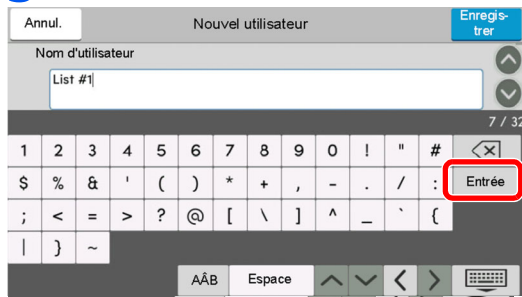 Annul. Nouvel utilisateur Enregis-
trer
Nom d'utilisateur
List #1
7 / 32
1 2 3 4 5 6 7 8 9 0 ! " #
$ % & ' ( ) * + , - . / : Entrée
; < = > ? @ [ \ ] ^ _ ` {
| } ~
AÂB Espace